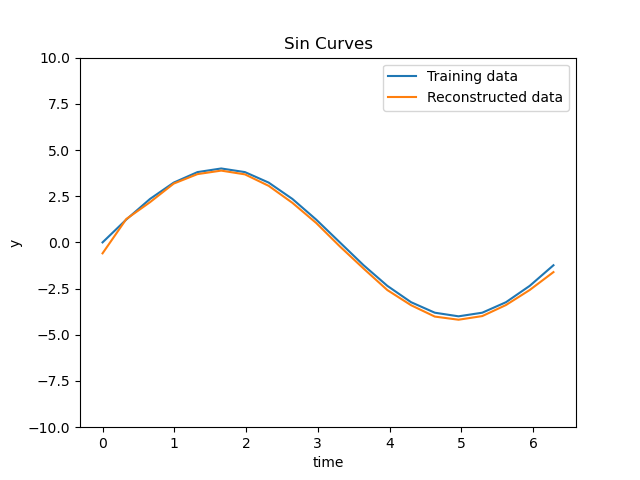 Sin Curves
Training data
Reconstructed data
10.0
7.5
5.0
2.5
0.0
−2.5
−5.0
−7.5
−10.0
y
0 1 2 3 4 5 6
time